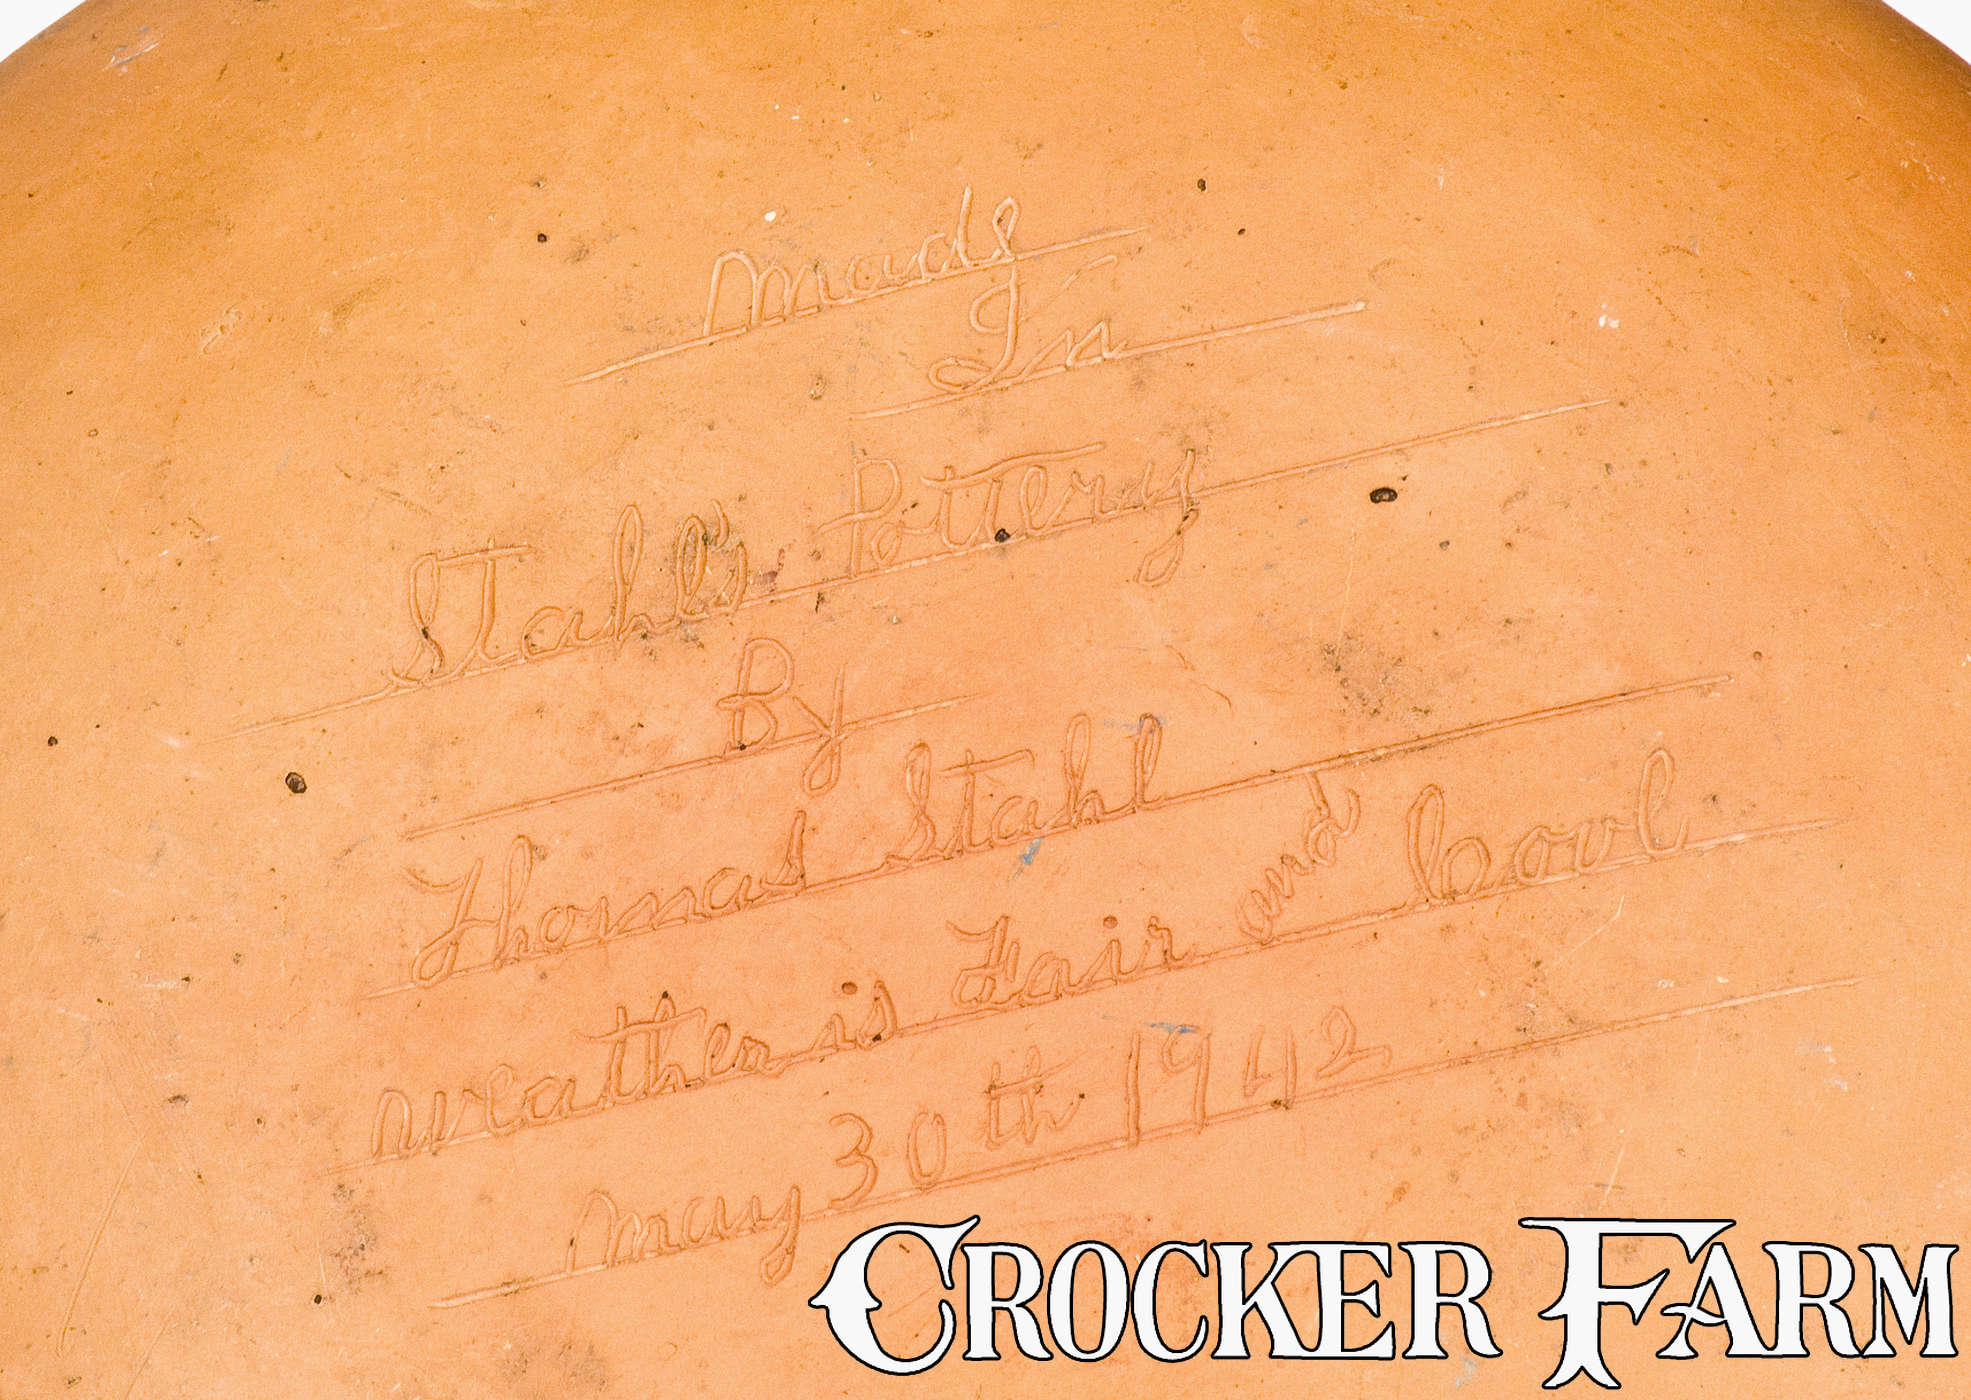 Made
In
Stahl's Pottery
By
Thomas Stahl
weather is Fair and Cool
May 30th 1942
CROCKER FARM